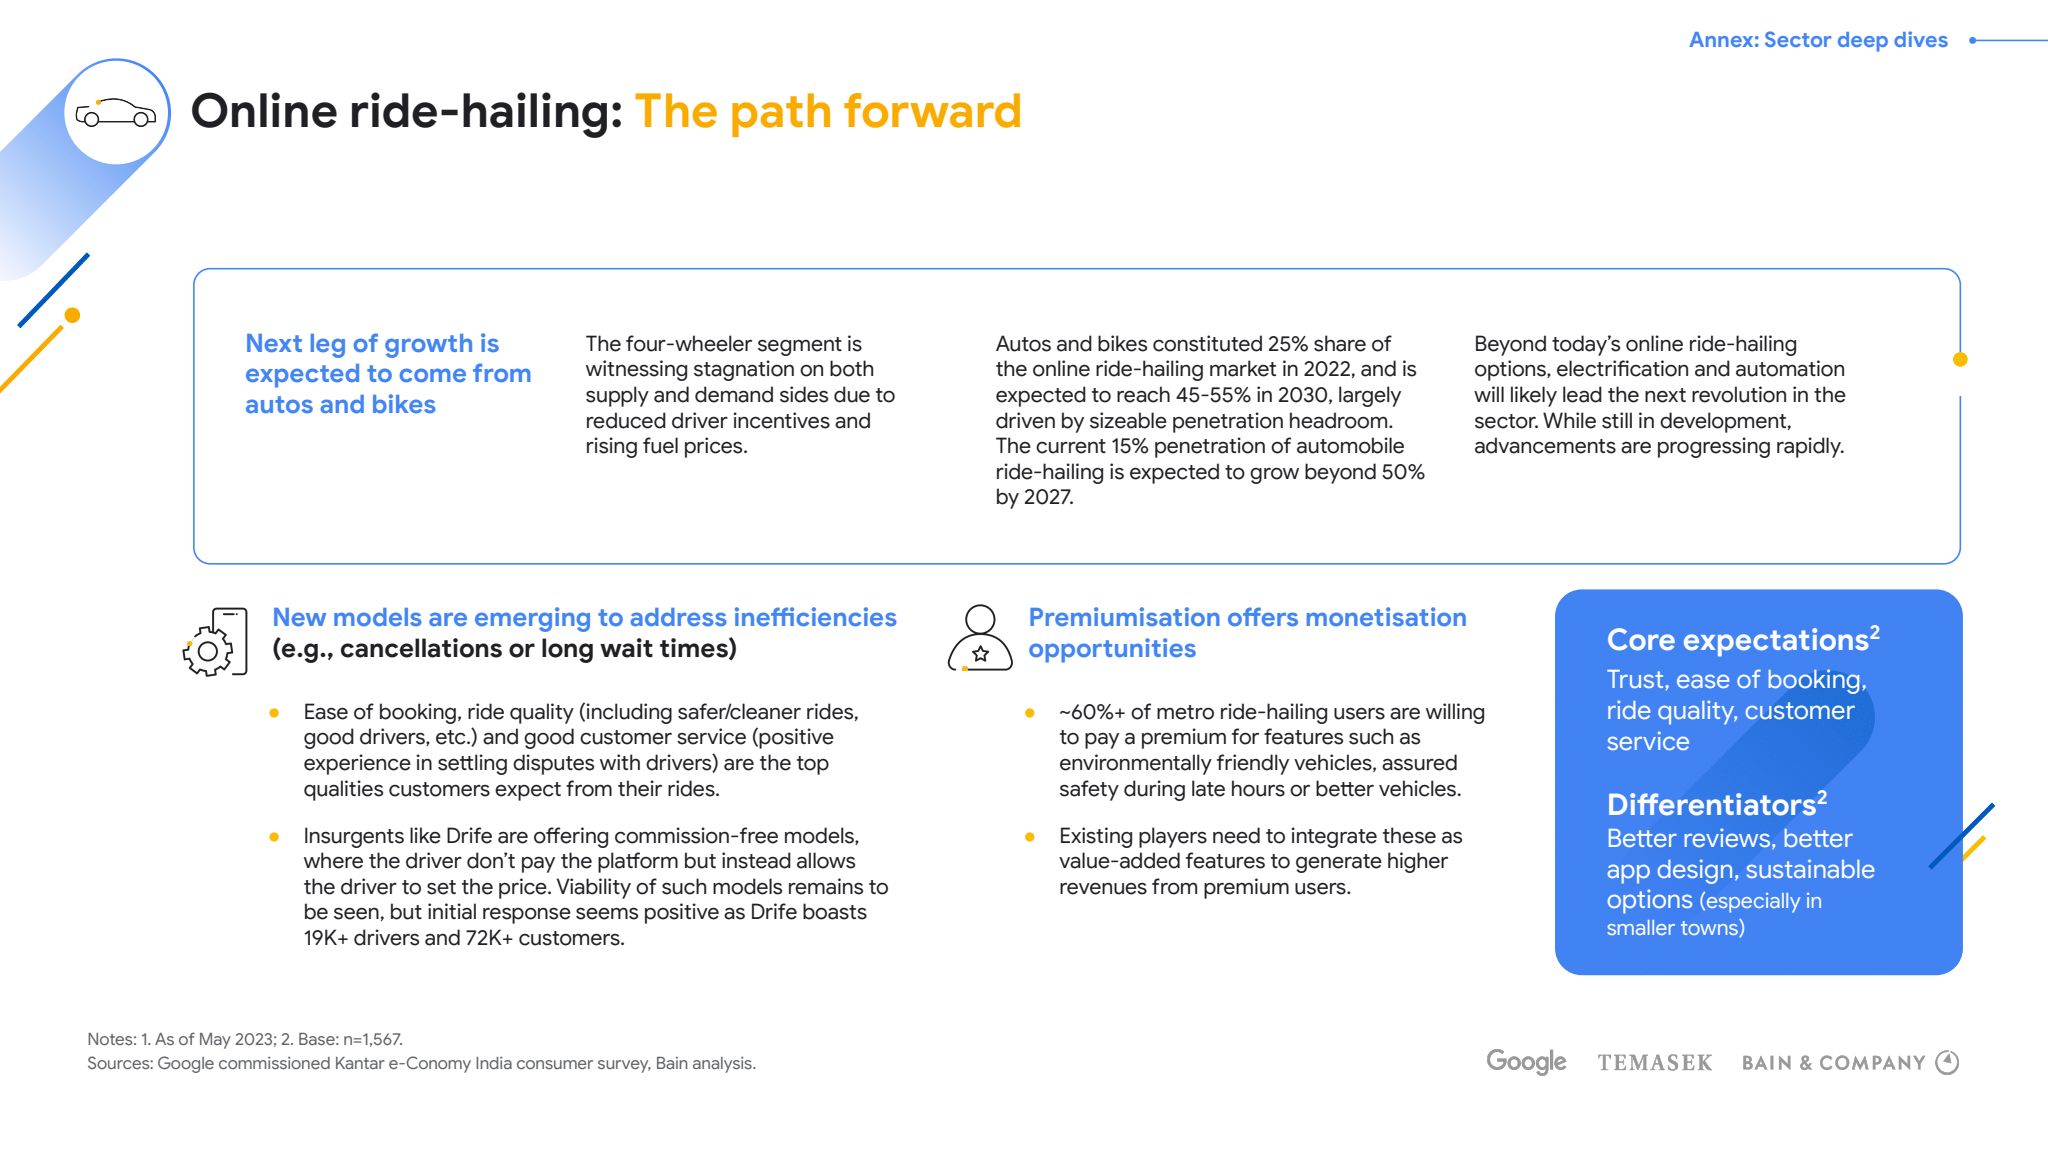 Annex: Sector deep dives
Online ride-hailing: The path forward
Next leg of growth is
expected to come from
autos and bikes
The four-wheeler segment is
witnessing stagnation on both
supply and demand sides due to
reduced driver incentives and
rising fuel prices.
Autos and bikes constituted 25% share of
the online ride-hailing market in 2022, and is
expected to reach 45-55% in 2030, largely
driven by sizeable penetration headroom.
The current 15% penetration of automobile
ride-hailing is expected to grow beyond 50%
by 2027.
Beyond today’s online ride-hailing
options, electrification and automation
will likely lead the next revolution in the
sector. While still in development,
advancements are progressing rapidly.
New models are emerging to address inefficiencies
(e.g., cancellations or long wait times)
Ease of booking, ride quality (including safer/cleaner rides,
good drivers, etc.) and good customer service (positive
experience in settling disputes with drivers) are the top
qualities customers expect from their rides.
Insurgents like Drife are offering commission-free models,
where the driver don’t pay the platform but instead allows
the driver to set the price. Viability of such models remains to
be seen, but initial response seems positive as Drife boasts
19K+ drivers and 72K+ customers.
Premiumisation offers monetisation
opportunities
~60%+ of metro ride-hailing users are willing
to pay a premium for features such as
environmentally friendly vehicles, assured
safety during late hours or better vehicles.
Existing players need to integrate these as
value-added features to generate higher
revenues from premium users.
Core expectations2
Trust, ease of booking,
ride quality, customer
service
Differentiators2
Better reviews, better
app design, sustainable
options (especially in
smaller towns)
Notes: 1. As of May 2023; 2. Base: n=1,567.
Sources: Google commissioned Kantar e-Conomy India consumer survey, Bain analysis.
Google TEMASEK BAIN & COMPANY